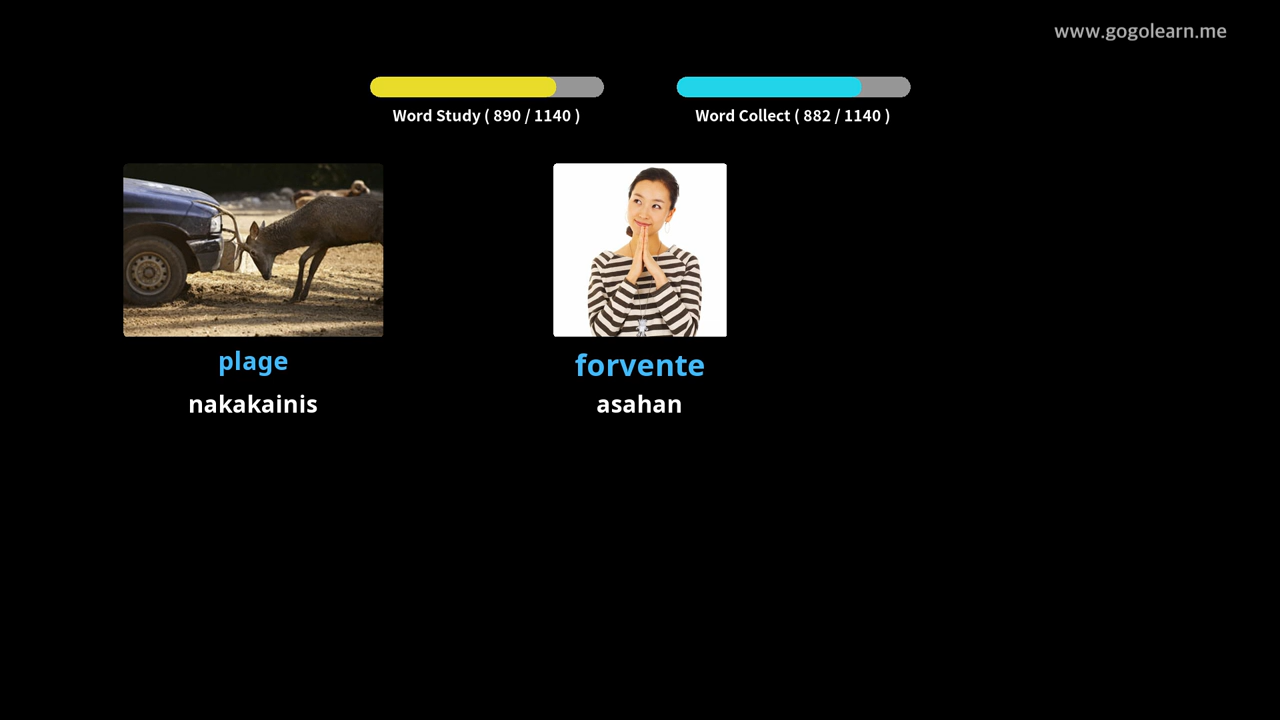 www.gogolearn.me
Word Study ( 890 / 1140 )
Word Collect ( 882 / 1140 )
plage
nakakainis
forvente
asahan